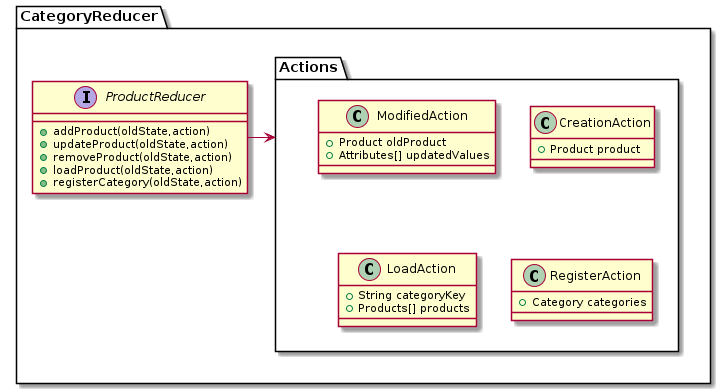 CategoryReducer
Actions
I ProductReducer
addProduct(oldState,action)
updateProduct(oldState,action)
removeProduct(oldState,action)
loadProduct(oldState,action)
registerCategory(oldState,action)
C ModifiedAction
Product oldProduct
Attributes[] updatedValues
C CreationAction
Product product
C LoadAction
String categoryKey
Products[] products
C RegisterAction
Category categories